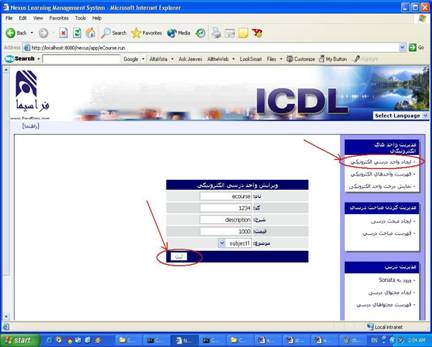 Nexus Learning Management System - Microsoft Internet Explorer
File Edit View Favorites Tools Help
Back Search Favorites Media
Address http://localhost:8080/nexus/app/eCourse.run
Search Google AltaVista Ask Jeeves AlltheWeb LookSmart Files Customize My Button Highlight
فراسیما
ICDL
Select Language
[راهنما]
مدیریت واحد های الکترونیکی
ایجاد واحد درسی الکترونیکی
فهرست واحدهای الکترونیکی
نمایش درخت واحد الکترونیکی
مدیریت کردن مباحث درسی
ایجاد مبحث درسی
فهرست مباحث درسی
مدیریت درس
ورود به Sonata
ایجاد محتوای درسی
فهرست محتواهای درسی
ویرایش واحد درسی الکترونیکی
نام: ecourse
کد: 1234
شرح: description
قیمت: 1000
موضوع: subject1
ثبت
Local intranet
start
EN
2:04 AM